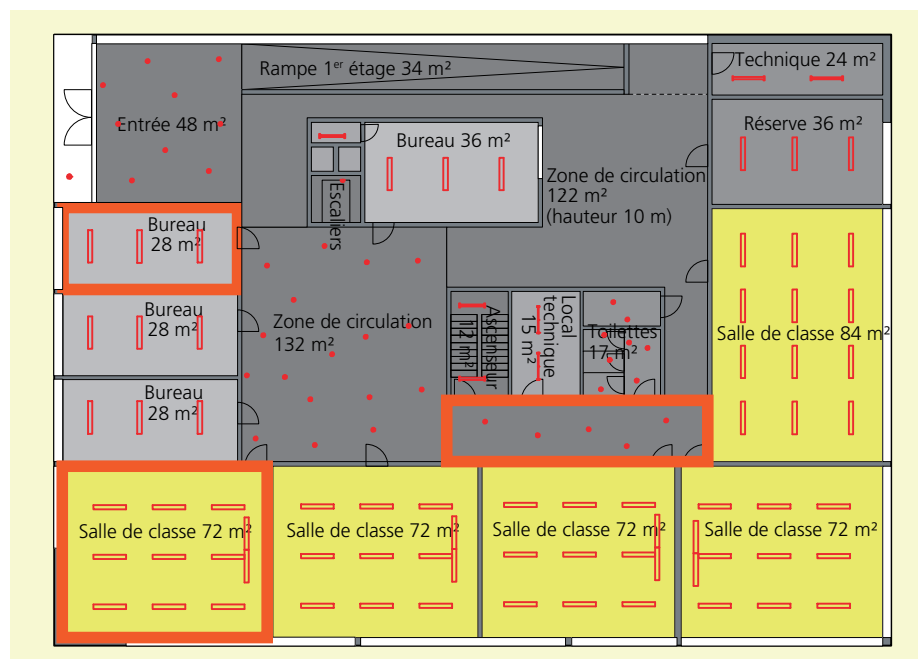 Rampe 1er étage 34 m²
Technique 24 m²
Entrée 48 m²
Bureau 36 m²
Réserve 36 m²
Zone de circulation
122 m²
(hauteur 10 m)
Escaliers
Bureau
28 m²
Bureau
28 m²
Zone de circulation
132 m²
Ascenseur
12 m²
Local
technique
15 m²
Toilettes
17 m²
Salle de classe 84 m²
Bureau
28 m²
Salle de classe 72 m²
Salle de classe 72 m²
Salle de classe 72 m²
Salle de classe 72 m²